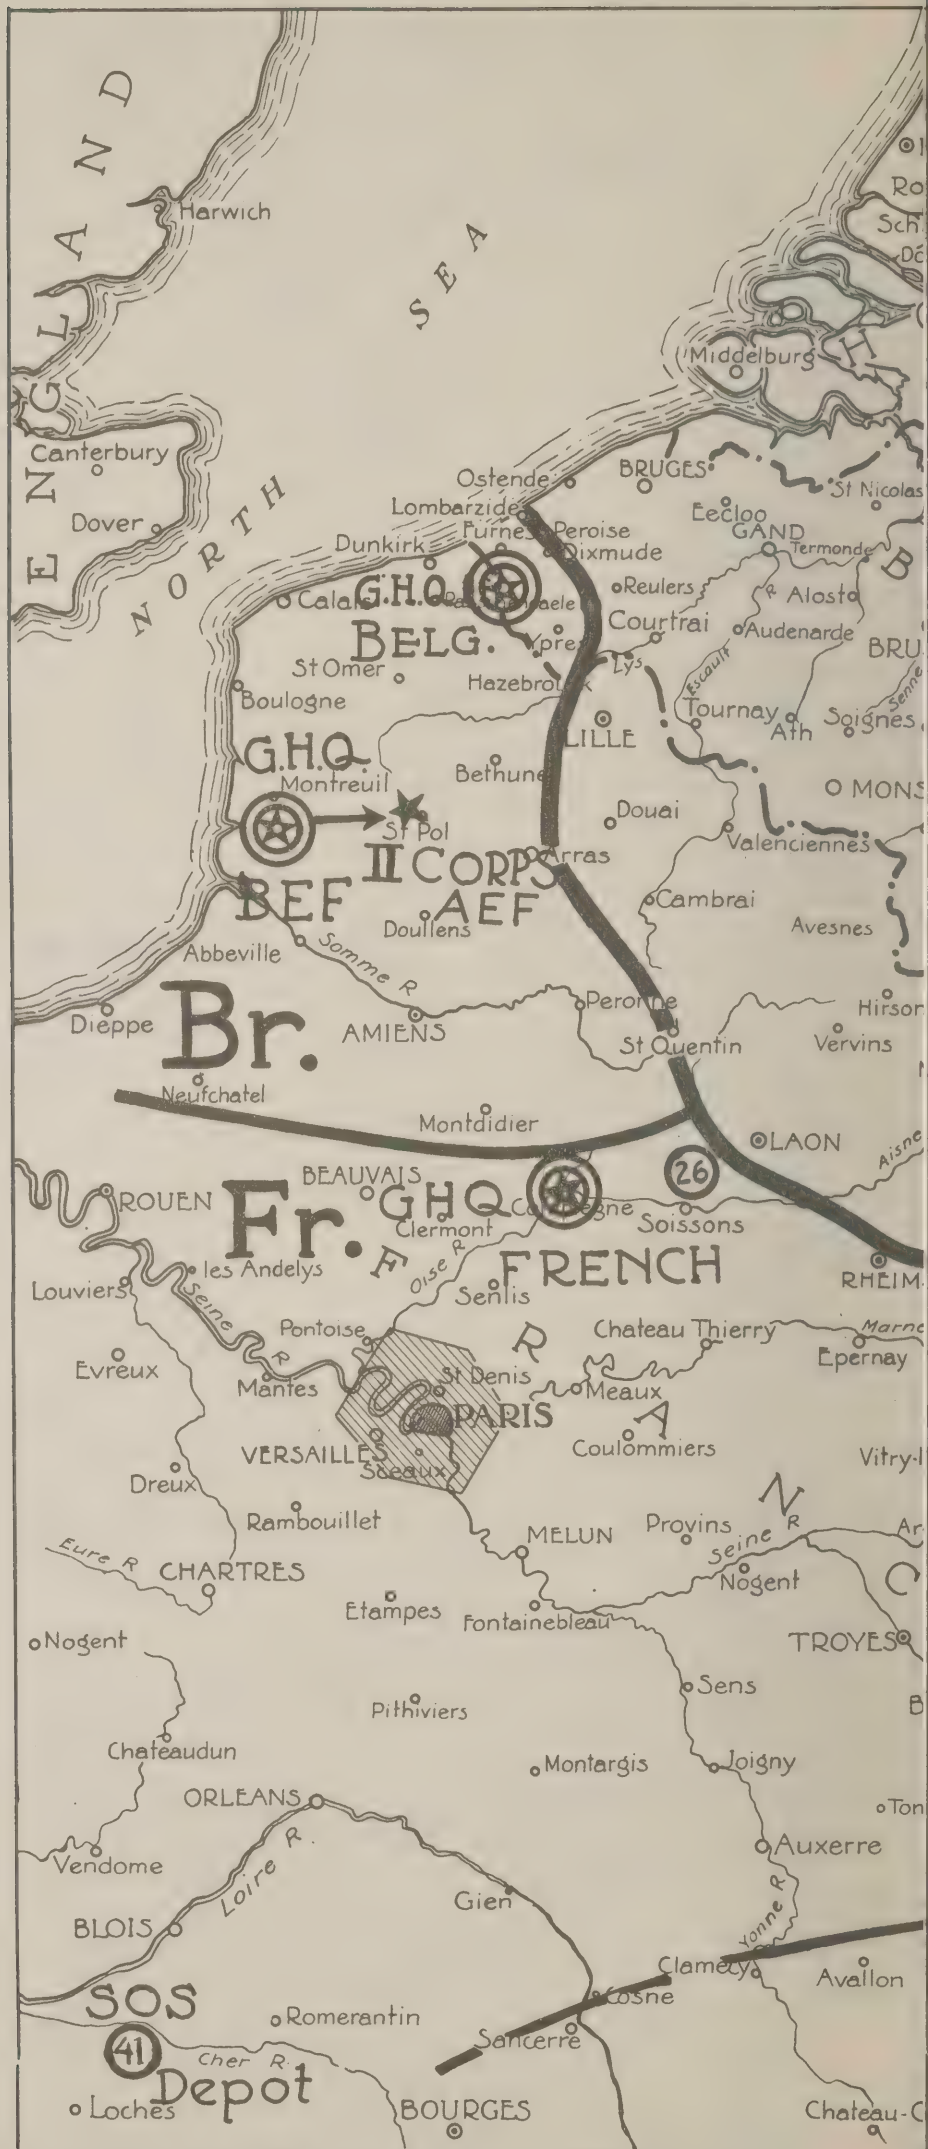 ENGLAND
Harwich
SEA
Ro
Sch
Middelburg
H
Canterbury
Dover
NORTH
Ostende
BRUGES
St Nicolas
Lombarzide
Eecloo
Furnes
Peroise
GAND
Dunkirk
Dixmude
Termonde
B
Calais
G.H.Q.
Reulers
R
Alost
BELG.
Ypres
Courtrai
Audenarde
BRU
St Omer
Hazebrouck
Lys
Escault
Senne
Boulogne
Tournay
Ath
Soignes
LILLE
G.H.Q.
Montreuil
Bethune
MONS
St Pol
Douai
Valenciennes
II CORPS
Arras
BEF
AEF
Cambrai
Doullens
Avesnes
Abbeville
Somme R
Hirson
Dieppe
Br.
AMIENS
Peronne
St Quentin
Vervins
Neufchatel
Montdidier
LAON
Aisne
BEAUVAIS
26
ROUEN
Fr.
GHQ
Compiegne
Clermont
Soissons
F
les Andelys
Oise R
FRENCH
Louviers
Seine R
Senlis
RHEIM
Pontoise
R
Chateau Thierry
Marne
Evreux
Epernay
Mantes
St Denis
Meaux
PARIS
A
VERSAILLES
Coulommiers
Vitry-l
Sceaux
Dreux
N
Rambouillet
Provins
Ar
MELUN
Seine R
Eure R
CHARTRES
Nogent
C
Etampes
Fontainebleau
Nogent
TROYES
Sens
Pithiviers
B
Chateaudun
Montargis
Joigny
ORLEANS
Ton
Auxerre
Vendome
Loire R.
Gien
Yonne R
BLOIS
Clamecy
Avallon
SOS
Cosne
Romerantin
Sancerre
41
Cher R.
Depot
Loches
BOURGES
Chateau-C